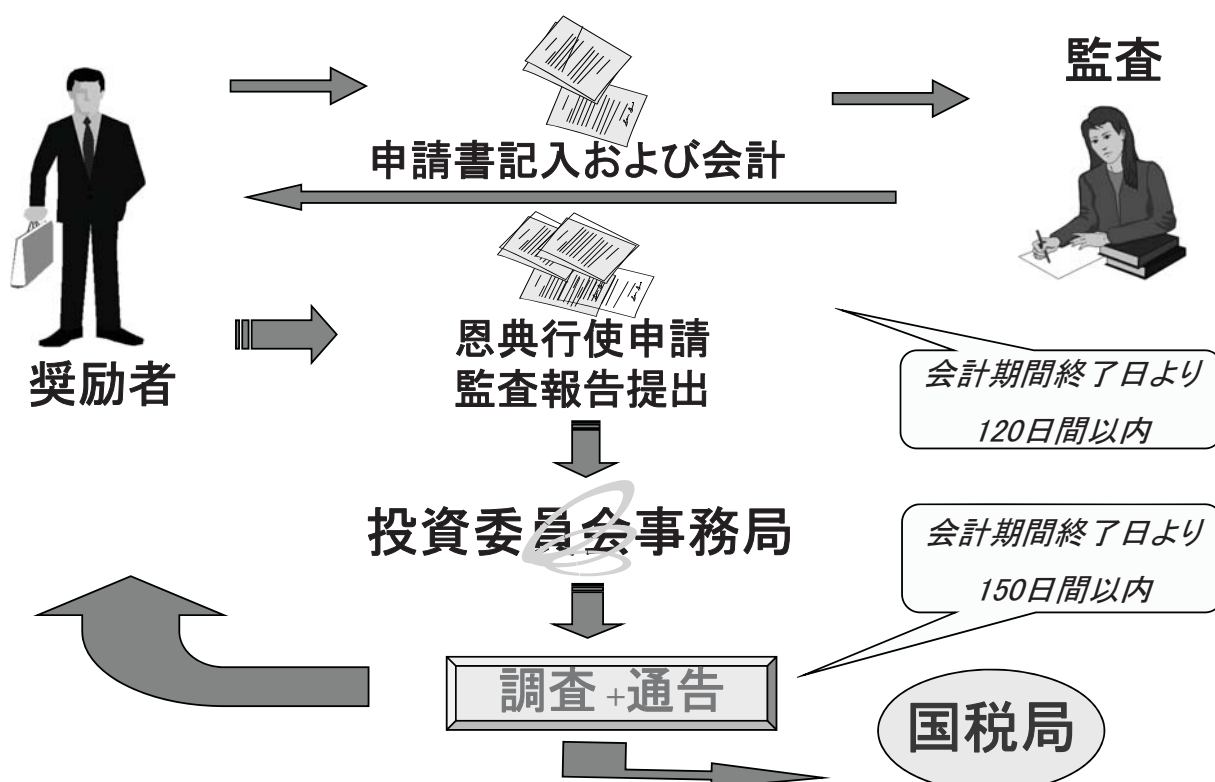 監査
申請書記入および会計
恩典行使申請
監査報告提出
奨励者
会計期間終了日より
120日間以内
投資委員会事務局
会計期間終了日より
150日間以内
調査+通告
国税局